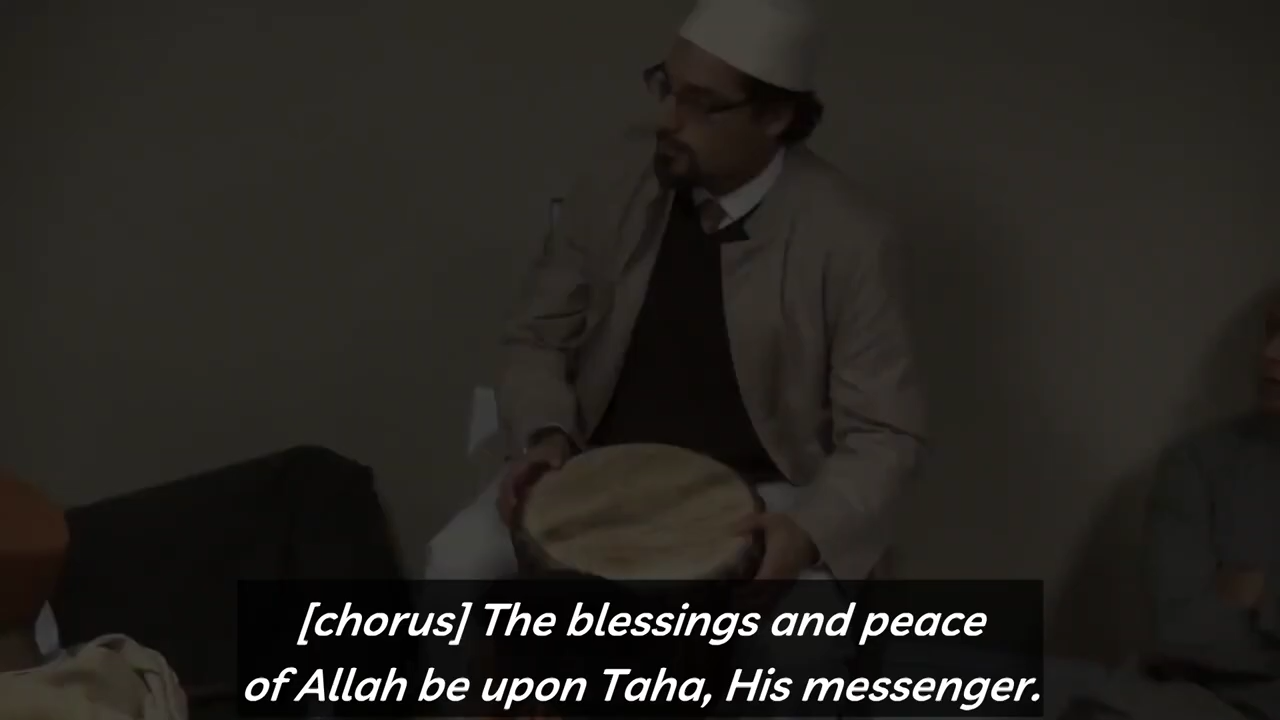 [chorus] The blessings and peace
of Allah be upon Taha, His messenger.